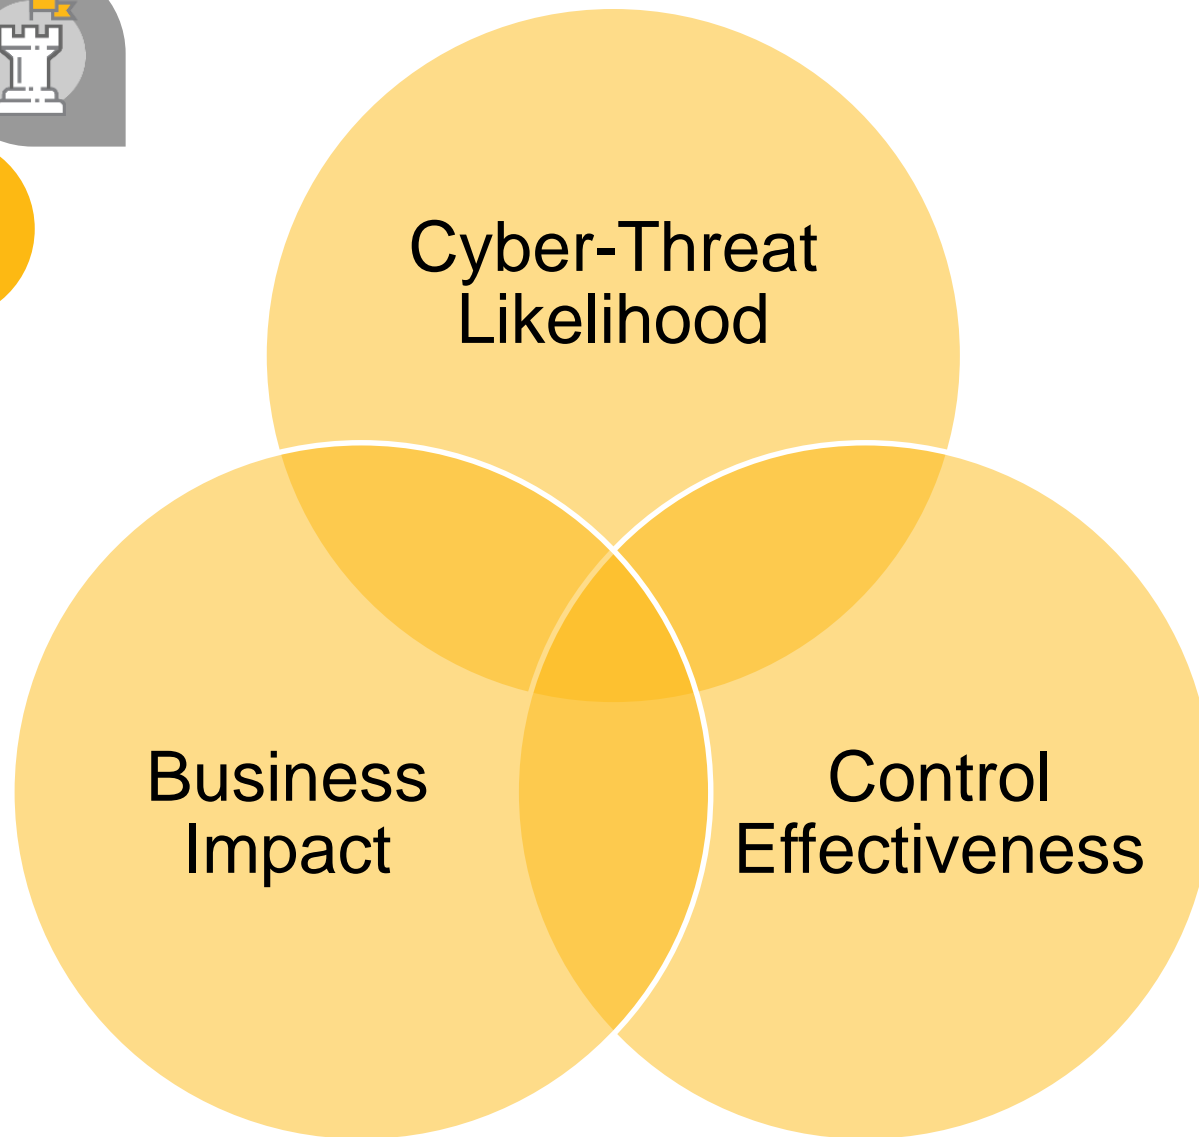 Cyber-Threat
Likelihood
Business
Impact
Control
Effectiveness